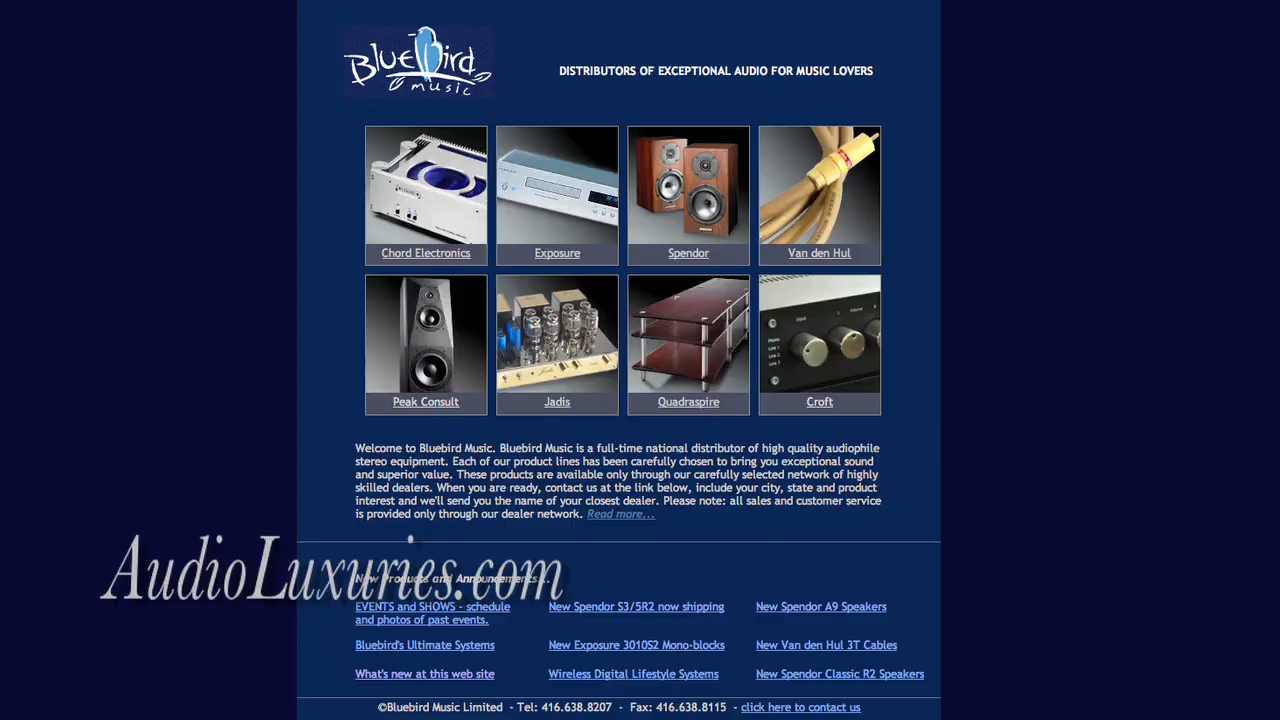 BlueBird
music
DISTRIBUTORS OF EXCEPTIONAL AUDIO FOR MUSIC LOVERS
Chord Electronics
Exposure
Spendor
Van den Hul
Peak Consult
Jadis
Quadraspire
Croft
Welcome to Bluebird Music. Bluebird Music is a full-time national distributor of high quality audiophile
stereo equipment. Each of our product lines has been carefully chosen to bring you exceptional sound
and superior value. These products are available only through our carefully selected network of highly
skilled dealers. When you are ready, contact us at the link below, include your city, state and product
interest and we'll send you the name of your closest dealer. Please note: all sales and customer service
is provided only through our dealer network. Read more...
AudioLuxuries.com
New Products and Announcements...
EVENTS and SHOWS - schedule
and photos of past events.
New Spendor S3/5R2 now shipping
New Spendor A9 Speakers
Bluebird's Ultimate Systems
New Exposure 3010S2 Mono-blocks
New Van den Hul 3T Cables
What's new at this web site
Wireless Digital Lifestyle Systems
New Spendor Classic R2 Speakers
©Bluebird Music Limited - Tel: 416.638.8207 - Fax: 416.638.8115 - click here to contact us